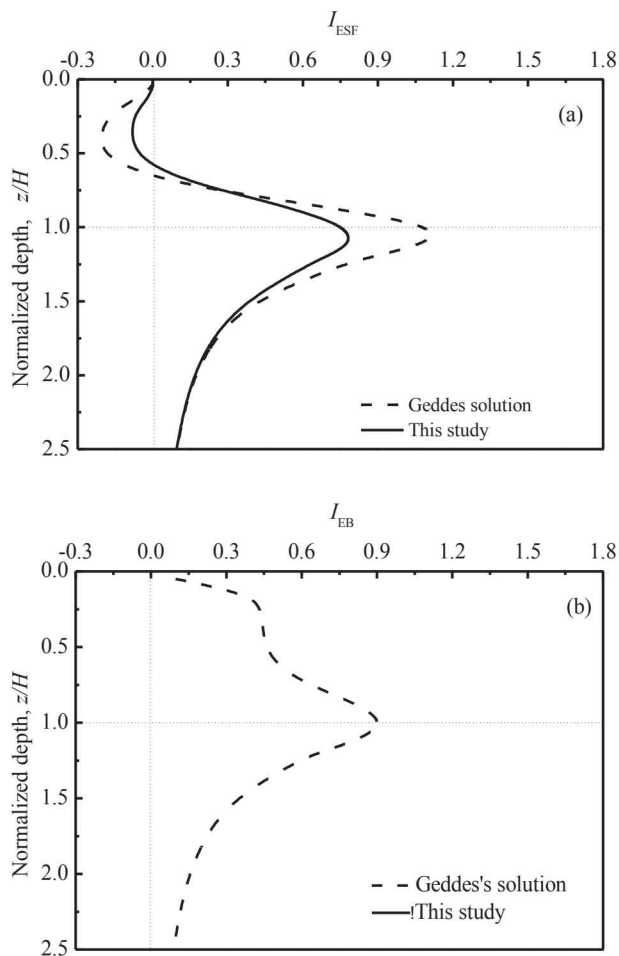 I_ESF
-0.3 0.0 0.3 0.6 0.9 1.2 1.5 1.8
0.0
(a)
0.5
1.0
Normalized depth, z/H
1.5
2.0
Geddes solution
This study
2.5
I_EB
-0.3 0.0 0.3 0.6 0.9 1.2 1.5 1.8
0.0
(b)
0.5
1.0
Normalized depth, z/H
1.5
2.0
Geddes's solution
!This study
2.5